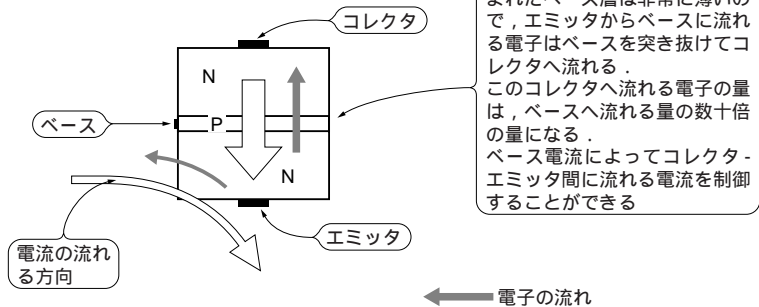 コレクタ
N
ベース
P
N
エミッタ
電流の流れ
る方向
まれたベース層は非常に薄いの
で，エミッタからベースに流れ
る電子はベースを突き抜けてコ
レクタへ流れる．
このコレクタへ流れる電子の量
は，ベースへ流れる量の数十倍
の量になる．
ベース電流によってコレクタ-
エミッタ間に流れる電流を制御
することができる
電子の流れ